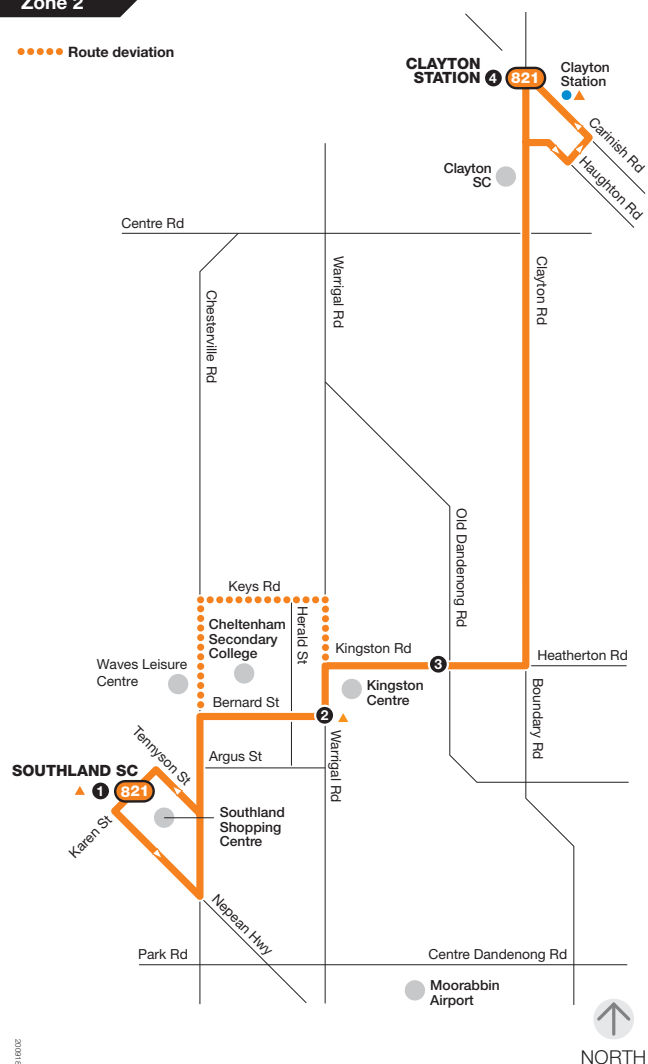 Zone 2
Route deviation
CLAYTON
STATION 4 821
Clayton
Station
Carinish Rd
Haughton Rd
Clayton
SC
Centre Rd
Chesterville Rd
Warrigal Rd
Clayton Rd
Old Dandenong Rd
Keys Rd
Cheltenham
Secondary
College
Herald St
Waves Leisure
Centre
Kingston Rd
3
Heatherton Rd
Kingston
Centre
Bernard St
2
Boundary Rd
Warrigal Rd
Tennyson St
Argus St
SOUTHLAND SC
1 821
Karen St
Southland
Shopping
Centre
Nepean Hwy
Park Rd
Centre Dandenong Rd
Moorabbin
Airport
NORTH